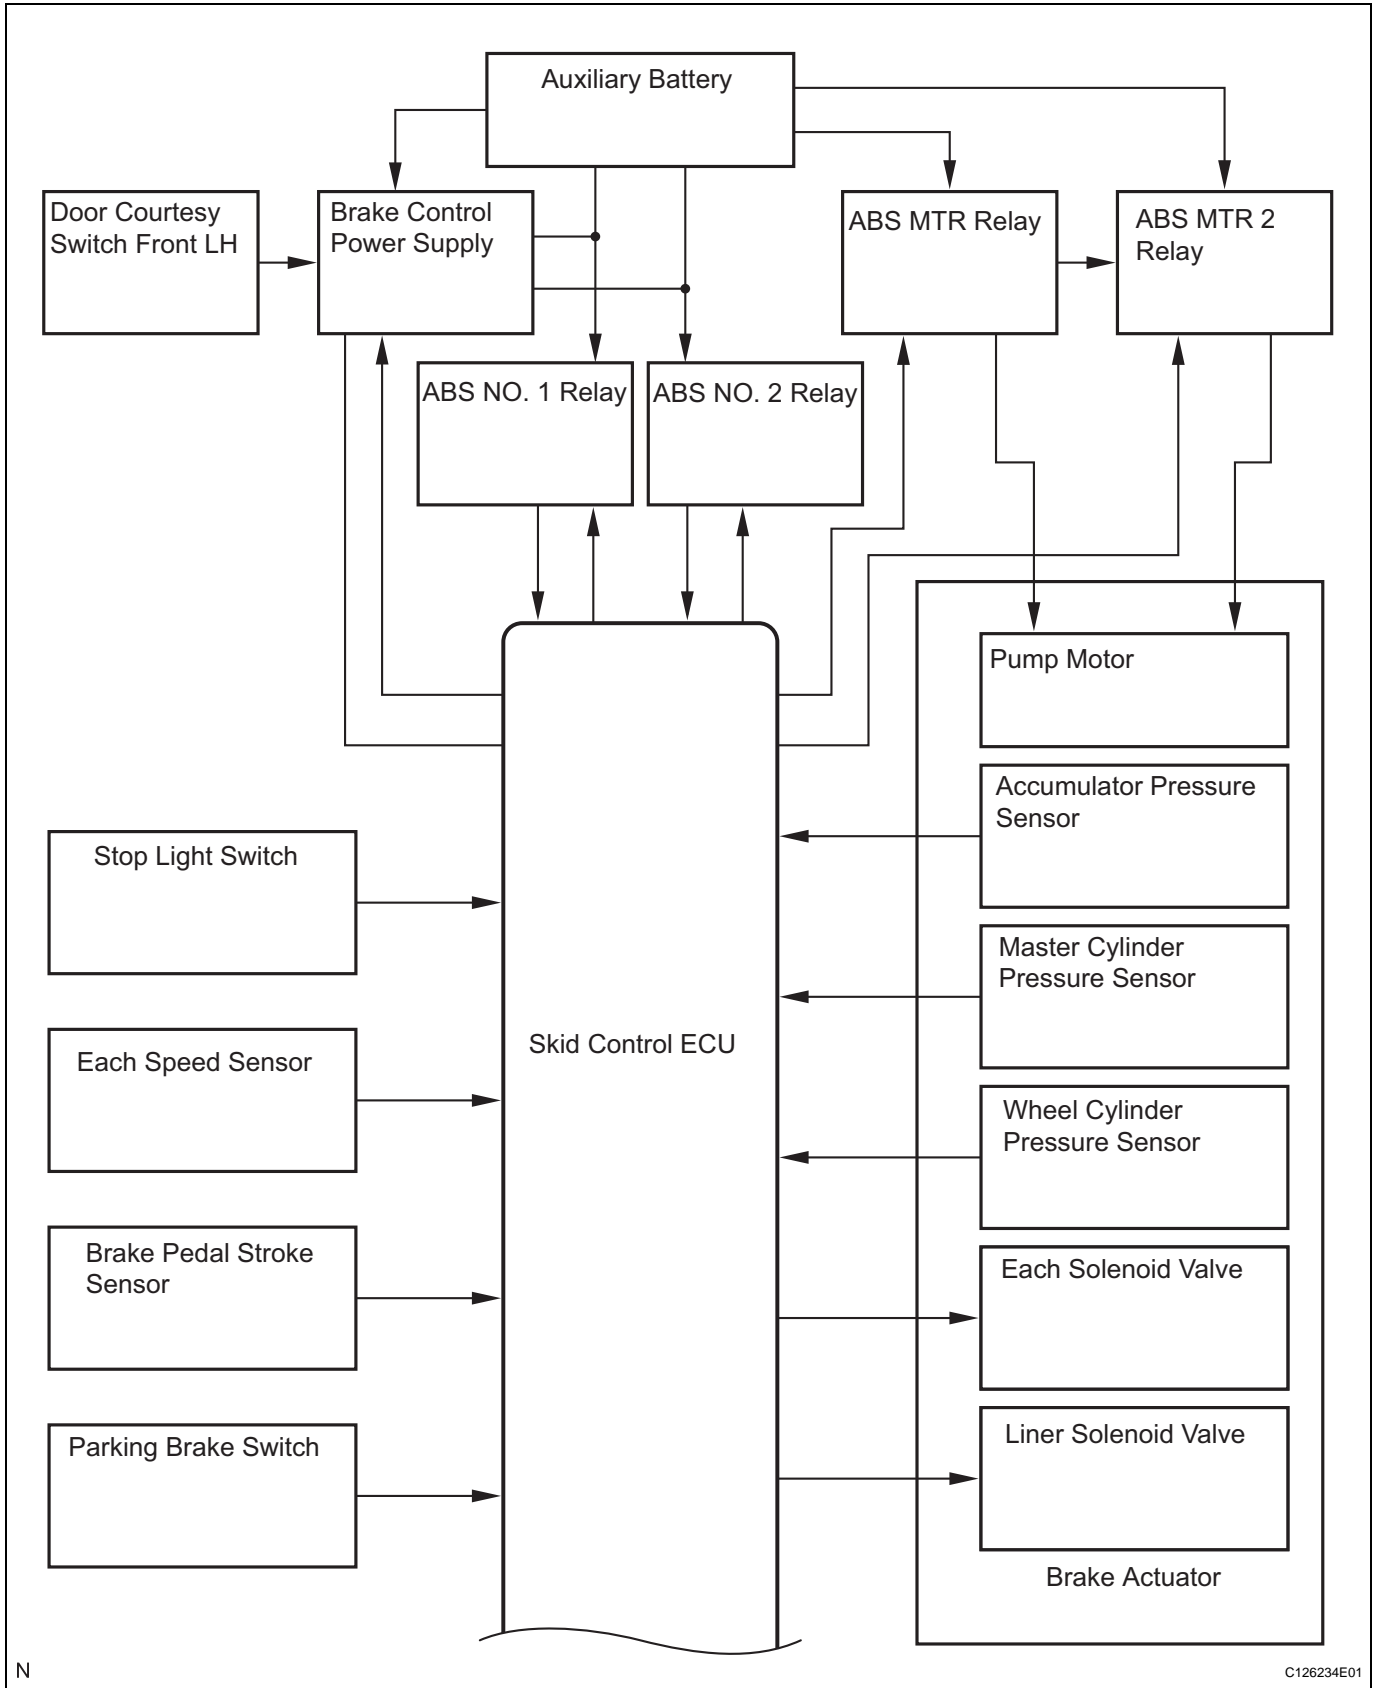 Auxiliary Battery
Door Courtesy
Switch Front LH
Brake Control
Power Supply
ABS MTR Relay
ABS MTR 2
Relay
ABS NO. 1 Relay
ABS NO. 2 Relay
Pump Motor
Accumulator Pressure
Sensor
Stop Light Switch
Master Cylinder
Pressure Sensor
Skid Control ECU
Each Speed Sensor
Wheel Cylinder
Pressure Sensor
Brake Pedal Stroke
Sensor
Each Solenoid Valve
Parking Brake Switch
Liner Solenoid Valve
Brake Actuator
N
C126234E01